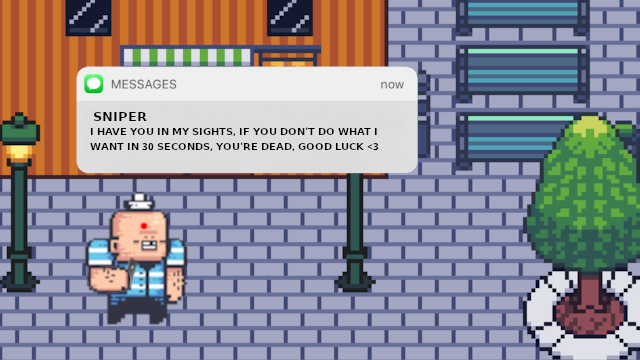 MESSAGES now
SNIPER
I HAVE YOU IN MY SIGHTS, IF YOU DON'T DO WHAT I
WANT IN 30 SECONDS, YOU'RE DEAD, GOOD LUCK <3